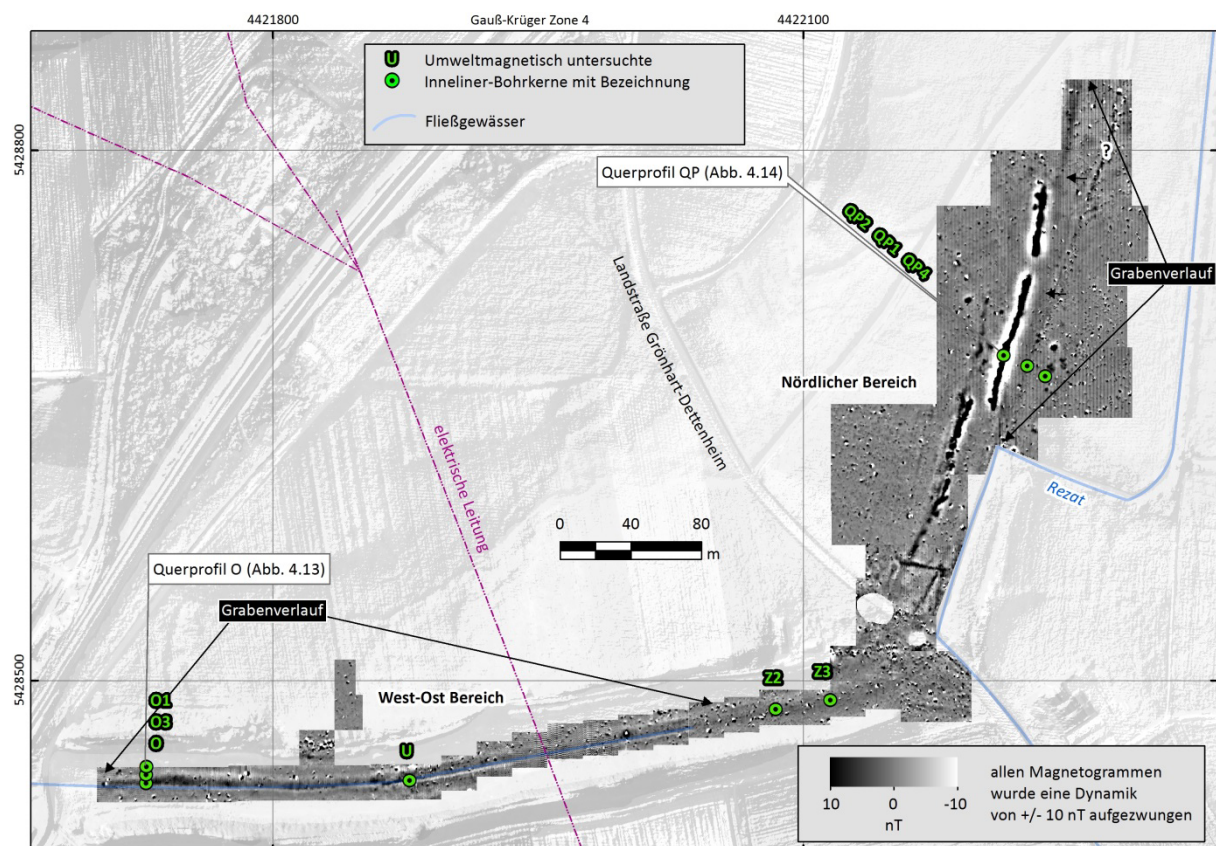 4421800
Gauß-Krüger Zone 4
4422100
U
Umweltmagnetisch untersuchte
Inneliner-Bohrkerne mit Bezeichnung
Fließgewässer
5428800
Querprofil QP (Abb. 4.14)
?
QP2 QP1 QP4
Grabenverlauf
Landstraße Grönhart-Dettenheim
Nördlicher Bereich
elektrische Leitung
Rezat
0 40 80
m
Querprofil O (Abb. 4.13)
Grabenverlauf
5428500
West-Ost Bereich
Z2
Z3
O1
O3
O
U
10 0 -10
nT
allen Magnetogrammen
wurde eine Dynamik
von +/- 10 nT aufgezwungen